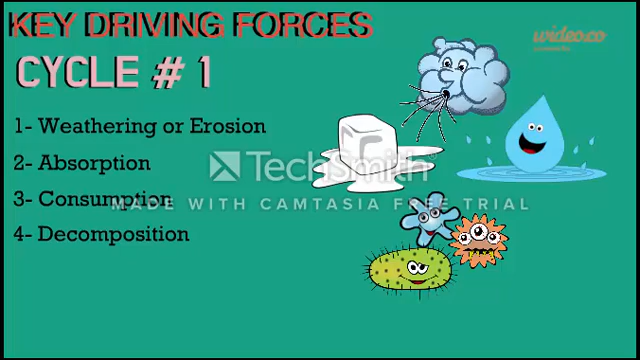 KEY DRIVING FORCES
wideo.co
CYCLE # 1
1- Weathering or Erosion
2- Absorption
TechSmith
3- Consumption
MADE WITH CAMTASIA FREE TRIAL
4- Decomposition